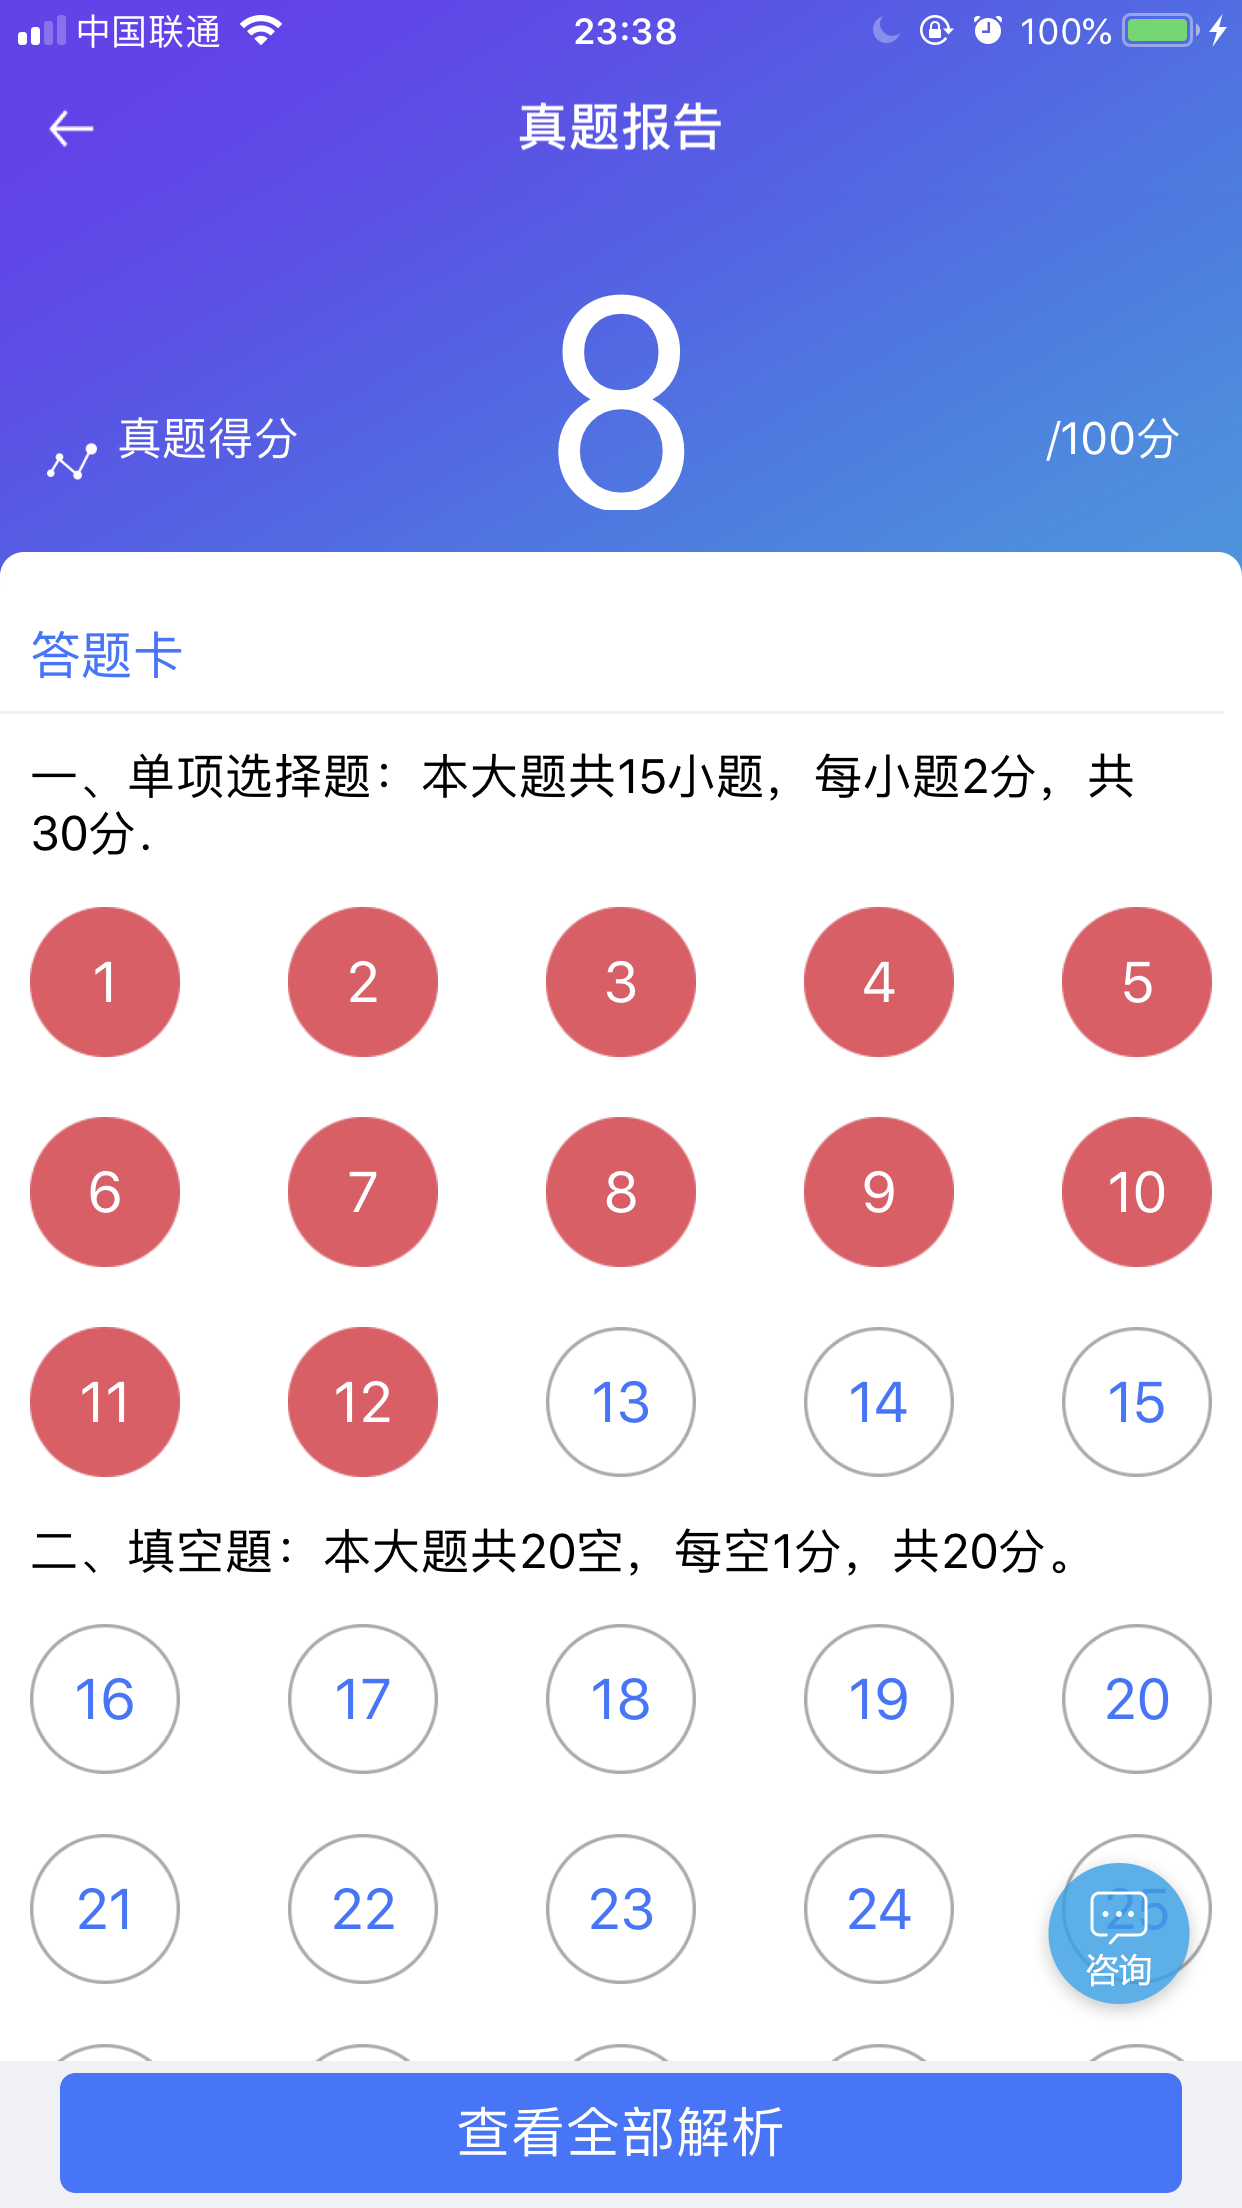 中国联通 23:38 100%
真题报告
真题得分 8 /100分
答题卡
一、单项选择题：本大题共15小题，每小题2分，共
30分.
1 2 3 4 5
6 7 8 9 10
11 12 13 14 15
二、填空題：本大题共20空，每空1分，共20分。
16 17 18 19 20
21 22 23 24 25
咨询
查看全部解析